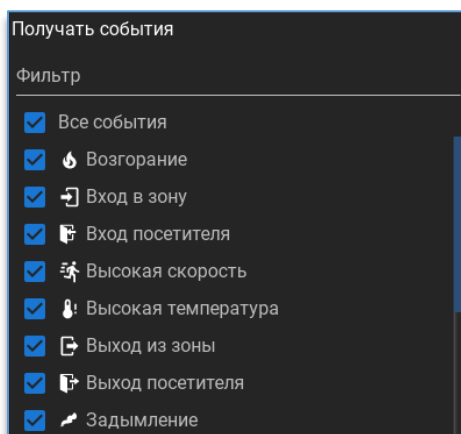 Получать события
Фильтр
Все события
Возгорание
Вход в зону
Вход посетителя
Высокая скорость
Высокая температура
Выход из зоны
Выход посетителя
Задымление